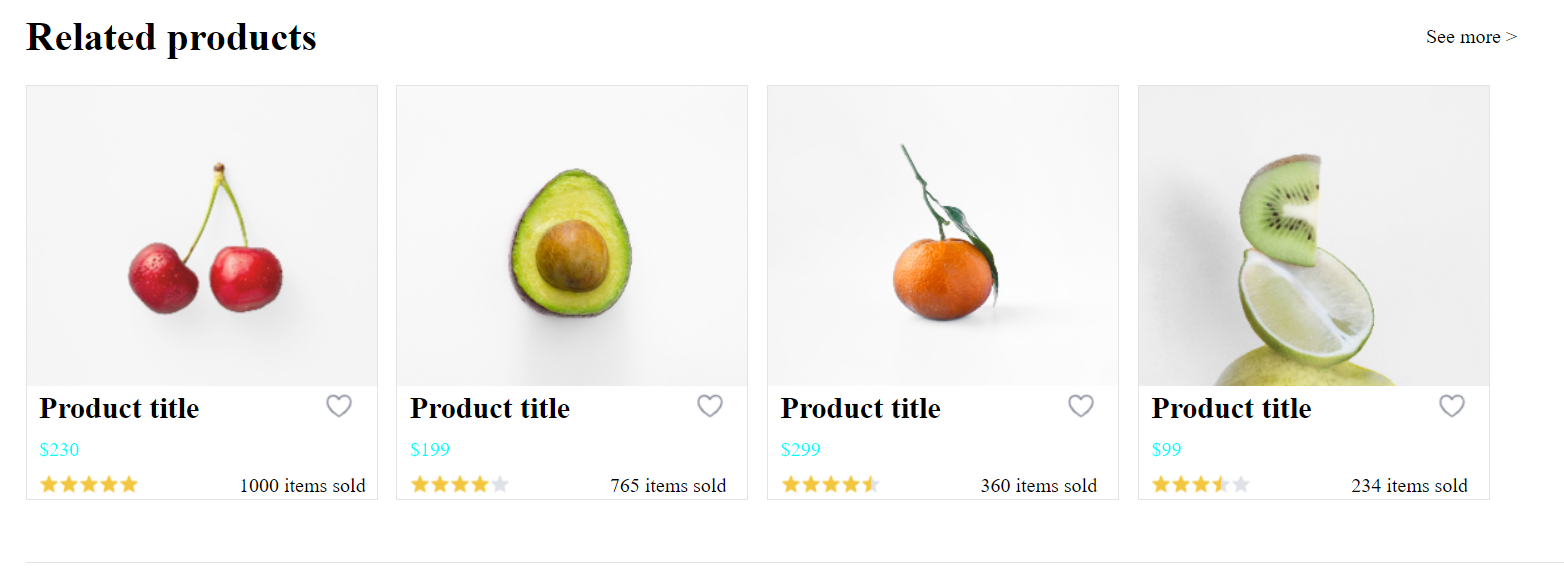 Related products
See more >
Product title
$230
1000 items sold
Product title
$199
765 items sold
Product title
$299
360 items sold
Product title
$99
234 items sold